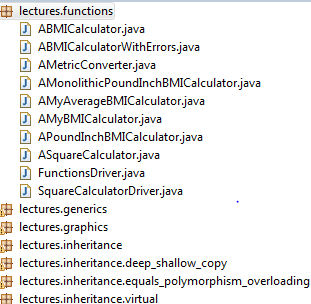 lectures.functions
ABMICalculator.java
ABMICalculatorWithErrors.java
AMetricConverter.java
AMonolithicPoundInchBMICalculator.java
AMyAverageBMICalculator.java
AMyBMICalculator.java
APoundInchBMICalculator.java
ASquareCalculator.java
FunctionsDriver.java
SquareCalculatorDriver.java
lectures.generics
lectures.graphics
lectures.inheritance
lectures.inheritance.deep_shallow_copy
lectures.inheritance.equals_polymorphism_overloading
lectures.inheritance.virtual